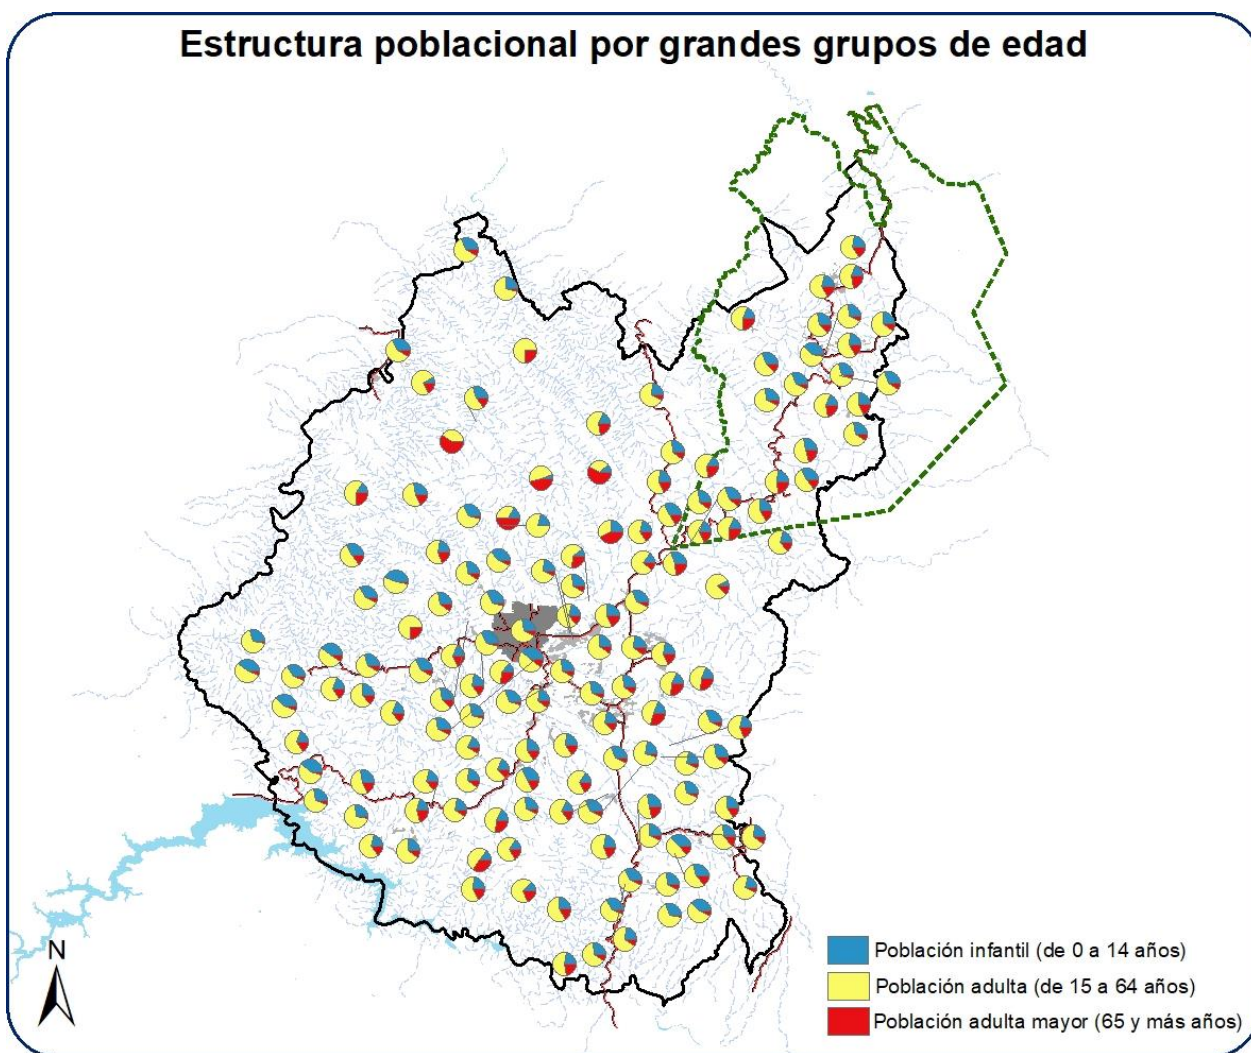 Estructura poblacional por grandes grupos de edad
N
Población infantil (de 0 a 14 años)
Población adulta (de 15 a 64 años)
Población adulta mayor (65 y más años)